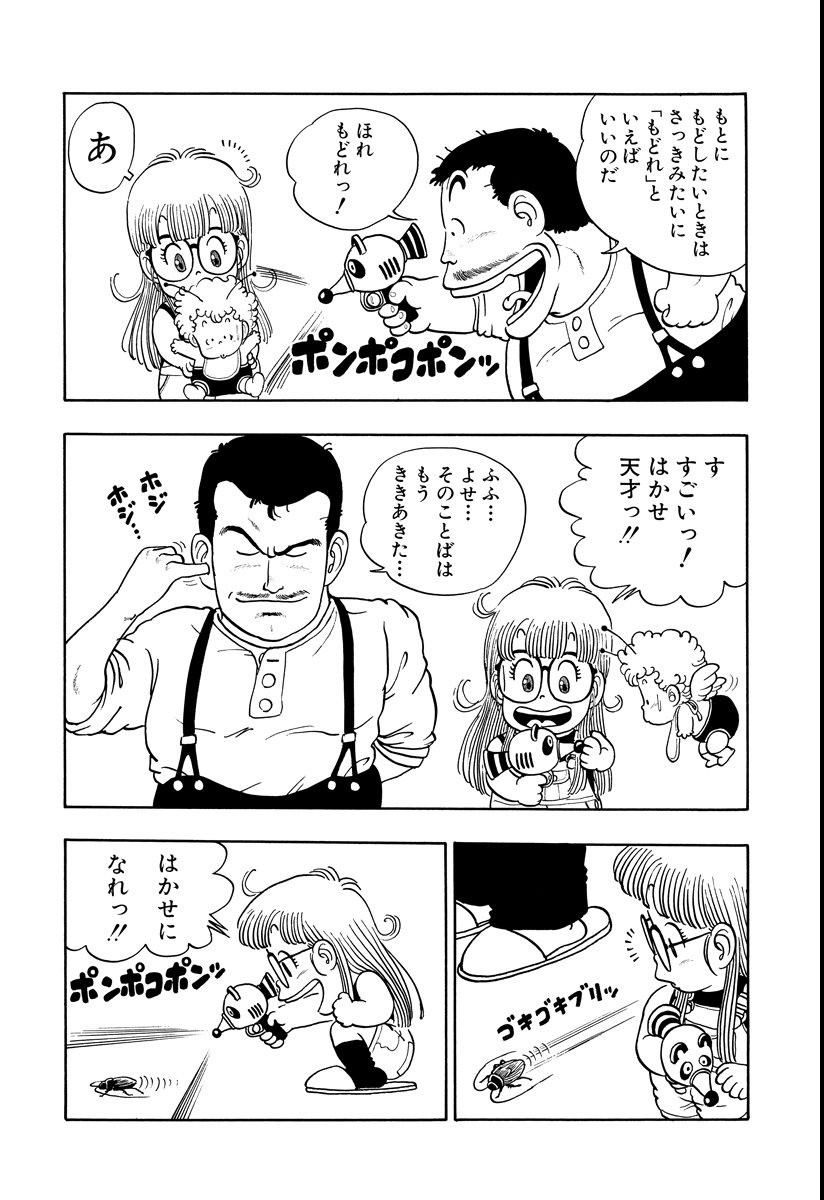 もとに
もどしたいときは
さっきみたいに
「もどれ」と
いえば
いいのだ
ほれ
もどれっ！
ポンポコポンッ
あ
す
すごいっ！
はかせ
天才っ!!
ふふ…
よせ…
そのことばは
もう
ききあきた…
ホジ
ホジ…
ゴキゴキブリッ
はかせに
なれっ!!
ポンポコポンッ